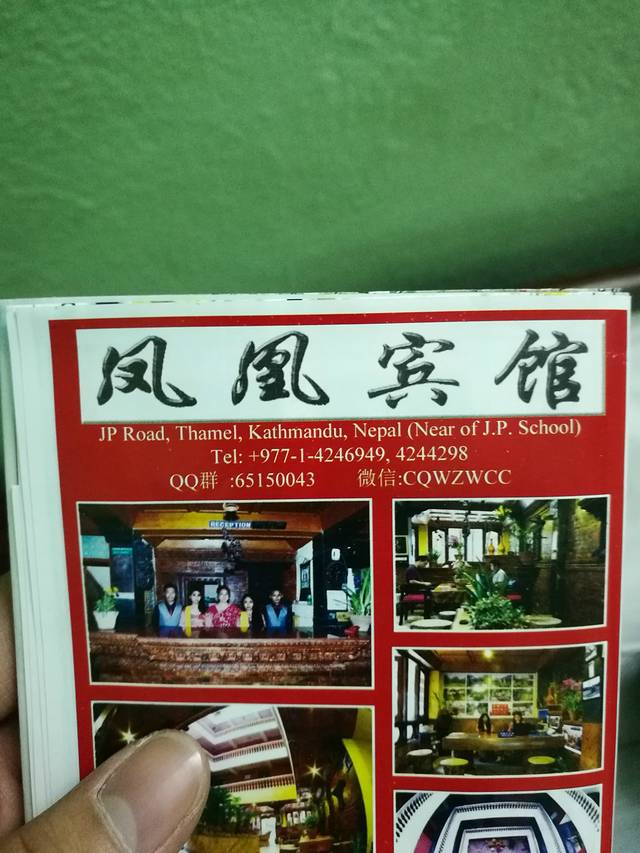 凤凰宾馆
JP Road, Thamel, Kathmandu, Nepal (Near of J.P. School)
Tel: +977-1-4246949, 4244298
QQ群 :65150043 微信:CQWZWCC
RECEPTION